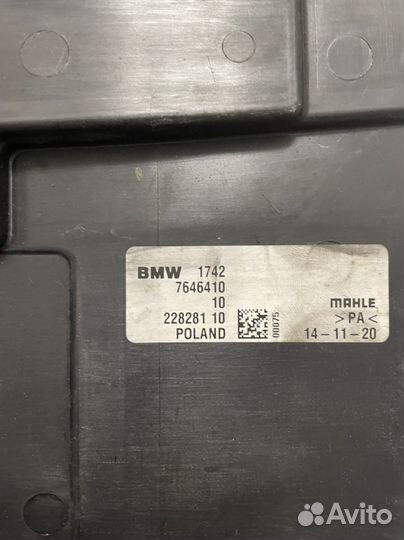 BMW 1742
7646410
10 MAHLE
228281 10 00075 >PA<
POLAND 14-11-20
Avito